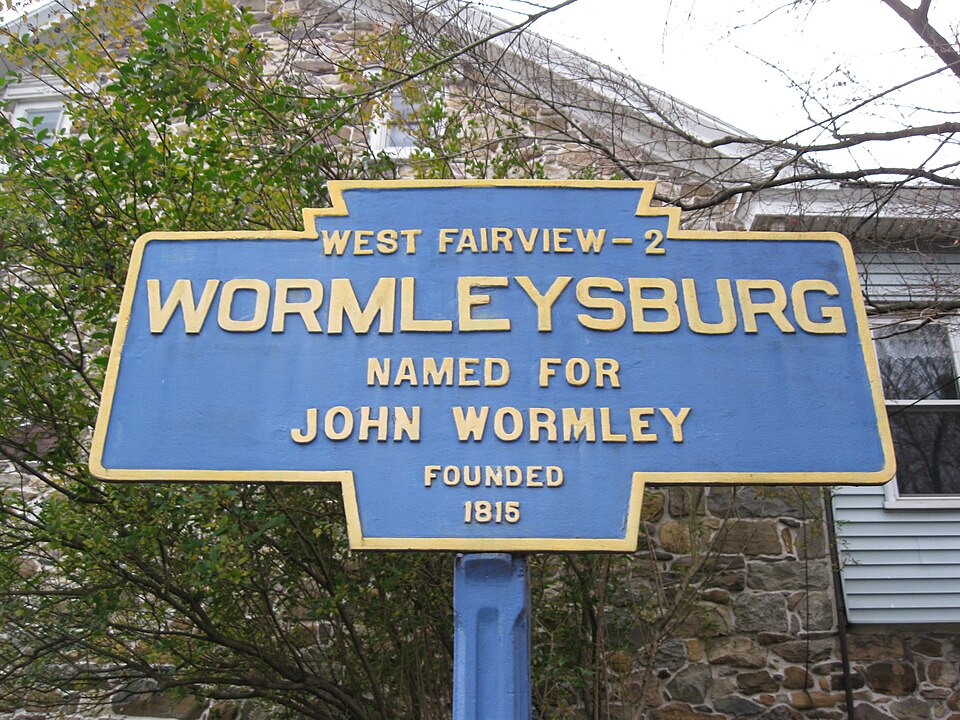 WEST FAIRVIEW-2
WORMLEYSBURG
NAMED FOR
JOHN WORMLEY
FOUNDED
1815